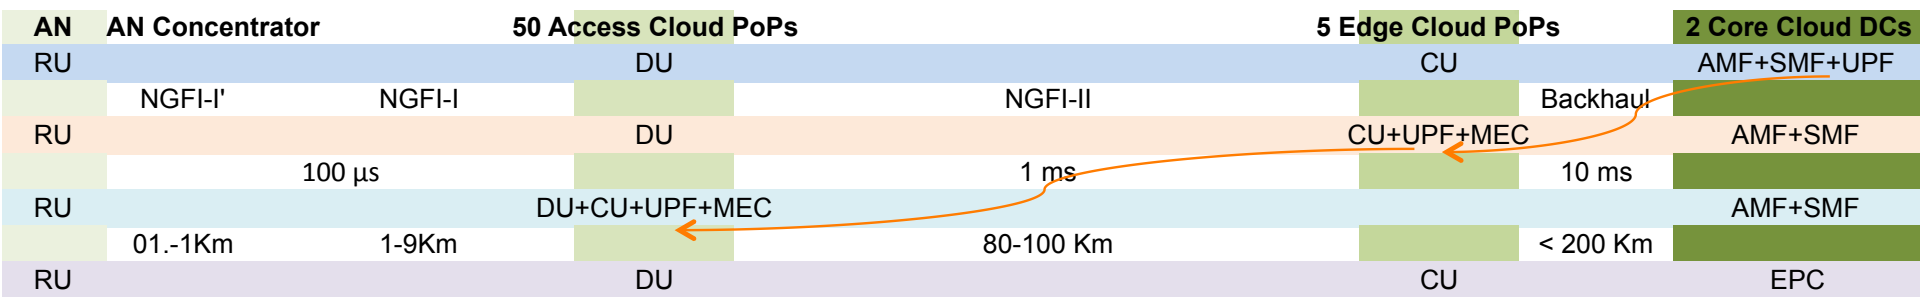 AN AN Concentrator 50 Access Cloud PoPs 5 Edge Cloud PoPs 2 Core Cloud DCs
RU DU CU AMF+SMF+UPF
NGFI-I' NGFI-I NGFI-II Backhaul
RU DU CU+UPF+MEC AMF+SMF
100 µs 1 ms 10 ms
RU DU+CU+UPF+MEC AMF+SMF
01.-1Km 1-9Km 80-100 Km < 200 Km
RU DU CU EPC